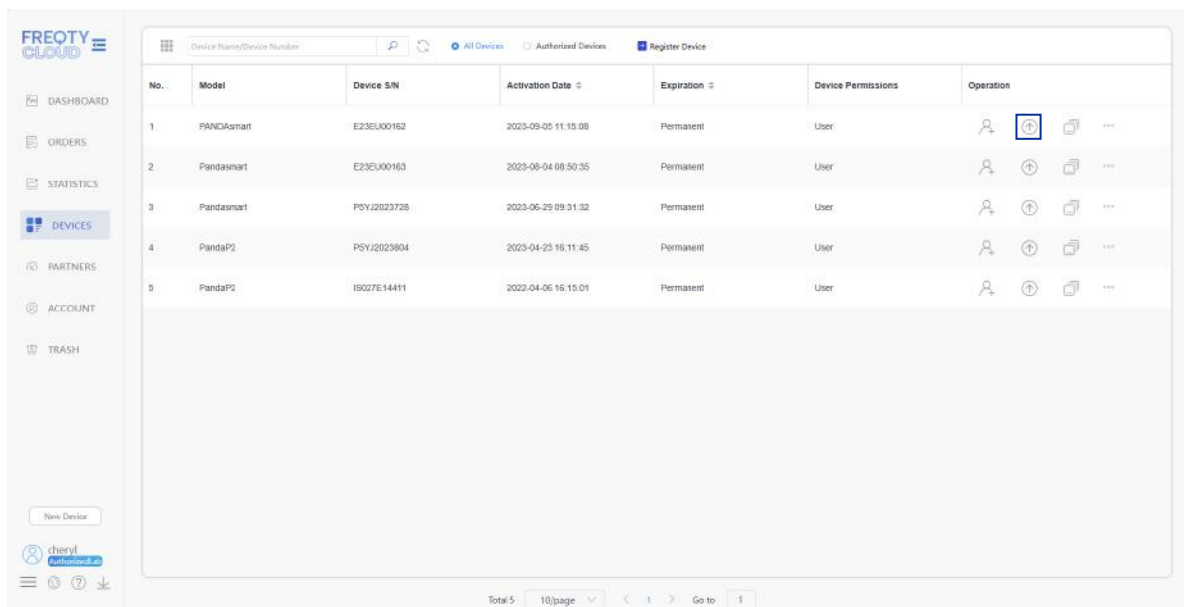 FREQTY
CLOUD
Device Name/Device Number
All Devices
Authorized Devices
Register Device
No. Model Device S/N Activation Date Expiration Device Permissions Operation
1 PANDAsmart E23EU00162 2023-09-05 11:15:08 Permanent User
2 Pandasmart E23EU00163 2023-08-04 08:50:35 Permanent User
3 Pandasmart P5YJ2023728 2023-06-29 09:31:32 Permanent User
4 PandaP2 P5YJ2023804 2023-04-23 16:11:45 Permanent User
5 PandaP2 IS027E14411 2022-04-06 16:15:01 Permanent User
DASHBOARD
ORDERS
STATISTICS
DEVICES
PARTNERS
ACCOUNT
TRASH
New Device
cheryl
AuthorizedLab
Total 5 10/page 1 Go to 1